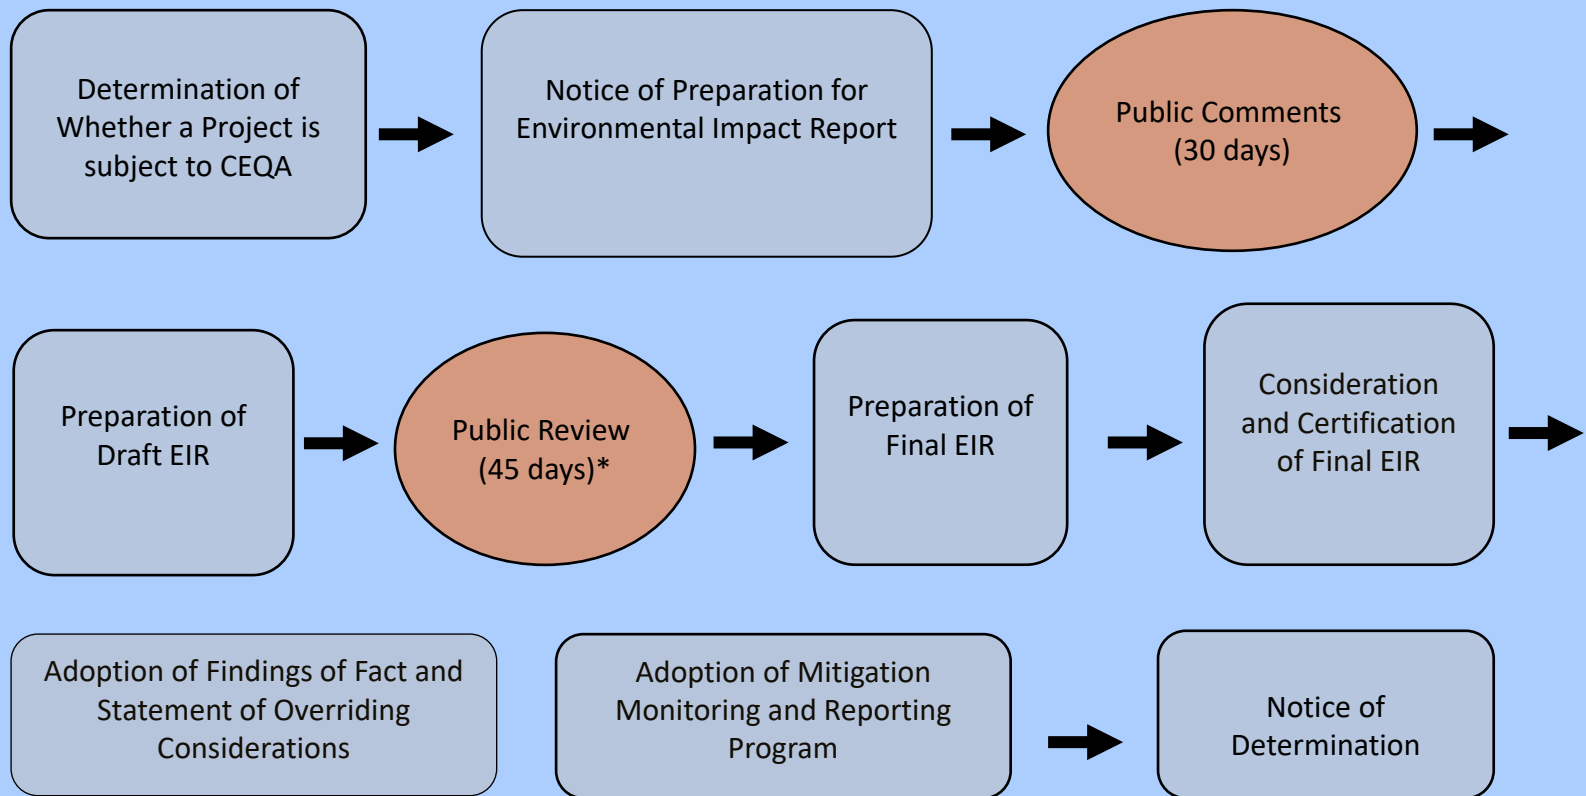 Determination of
Whether a Project is
subject to CEQA
Notice of Preparation for
Environmental Impact Report
Public Comments
(30 days)
Preparation of
Draft EIR
Public Review
(45 days)*
Preparation of
Final EIR
Consideration
and Certification
of Final EIR
Adoption of Findings of Fact and
Statement of Overriding
Considerations
Adoption of Mitigation
Monitoring and Reporting
Program
Notice of
Determination